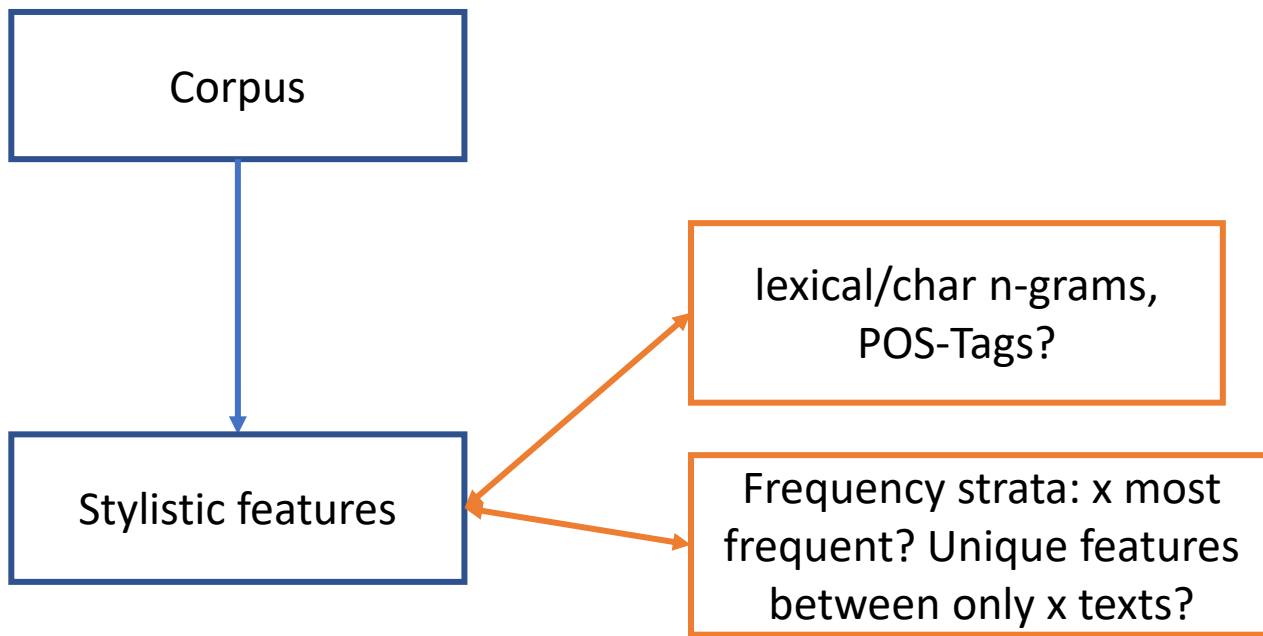 Corpus
lexical/char n-grams,
POS-Tags?
Stylistic features
Frequency strata: x most
frequent? Unique features
between only x texts?